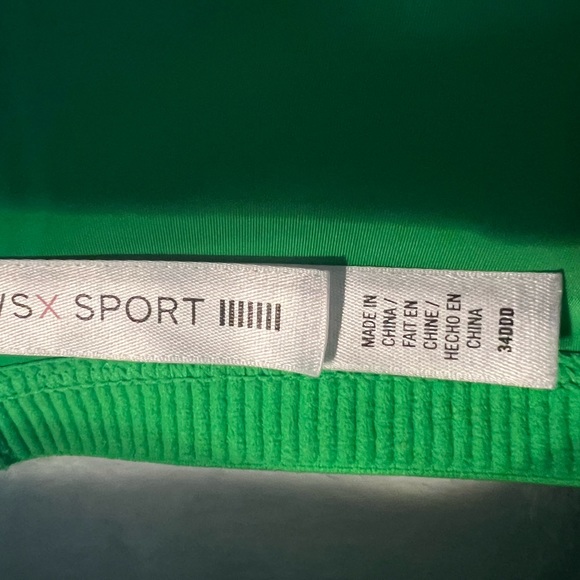 VSX SPORT
MADE IN
CHINA /
FAIT EN
CHINE /
HECHO EN
CHINA
34DDD